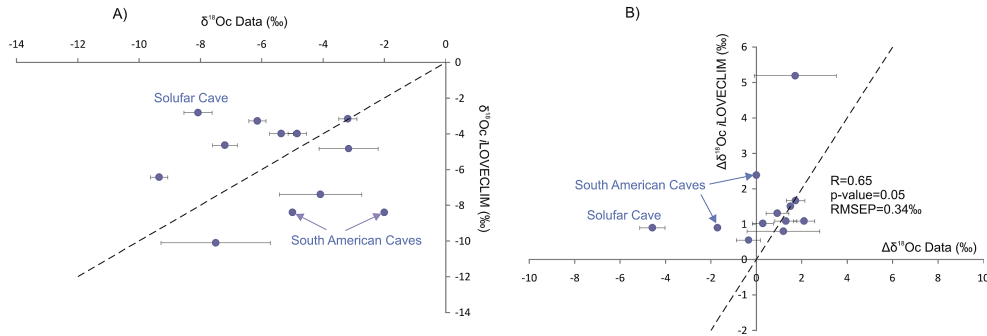 A)
δ¹⁸Oc Data (‰)
-14 -12 -10 -8 -6 -4 -2 0
0
-2
-4
-6
-8
-10
-12
-14
δ¹⁸Oc iLOVECLIM (‰)
Solufar Cave
South American Caves
B)
6
5
4
3
2
1
0
-1
-2
Δδ¹⁸Oc iLOVECLIM (‰)
South American Caves
Solufar Cave
R=0.65
p-value=0.05
RMSEP=0.34‰
Δδ¹⁸Oc Data (‰)
-10 -8 -6 -4 -2 0 2 4 6 8 10